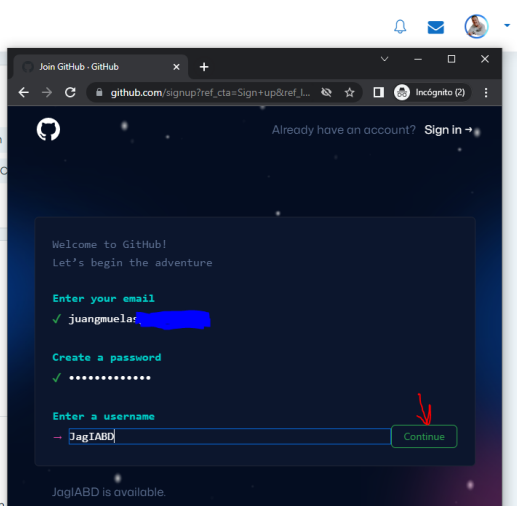 Join GitHub · GitHub
github.com/signup?ref_cta=Sign+up&ref_l...
Incógnito (2)
Already have an account? Sign in →
Welcome to GitHub!
Let's begin the adventure
Enter your email
✓ juangmuelas
Create a password
✓ •••••••••••••
Enter a username
→ JagIABD
Continue
JagIABD is available.